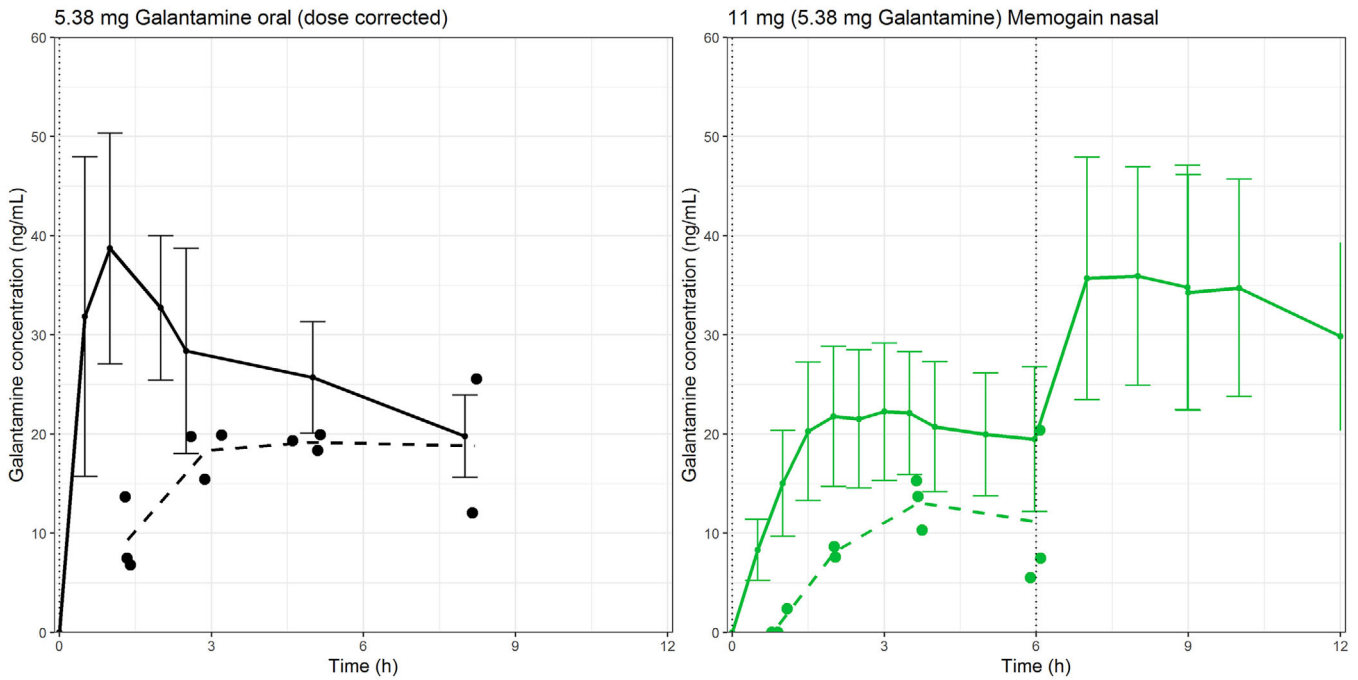 5.38 mg Galantamine oral (dose corrected)
60
50
40
30
20
10
0
Galantamine concentration (ng/mL)
0 3 6 9 12
Time (h)
11 mg (5.38 mg Galantamine) Memogain nasal
60
50
40
30
20
10
0
Galantamine concentration (ng/mL)
0 3 6 9 12
Time (h)